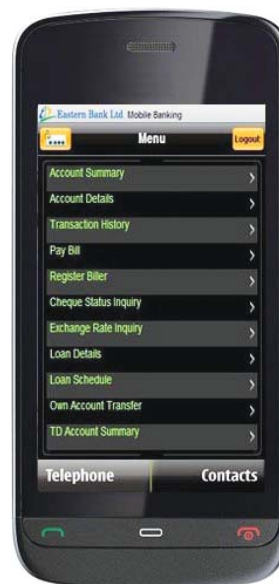 Eastern Bank Ltd Mobile Banking
Menu Logout
Account Summary
Account Details
Transaction History
Pay Bill
Register Biller
Cheque Status Inquiry
Exchange Rate Inquiry
Loan Details
Loan Schedule
Own Account Transfer
TD Account Summary
Telephone Contacts